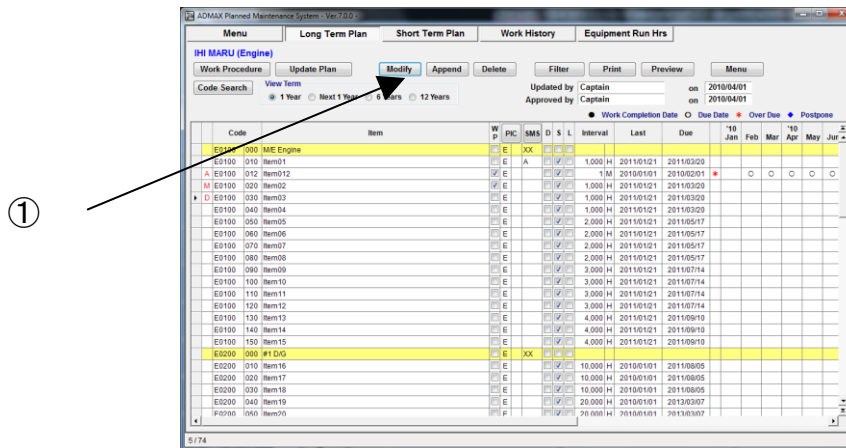 ADMAX Planned Maintenance System - Ver.7.0.0 -
Menu Long Term Plan Short Term Plan Work History Equipment Run Hrs
IHI MARU (Engine)
Work Procedure Update Plan Modify Append Delete Filter Print Preview Menu
Code Search View Term Updated by Captain on 2010/04/01
1 Year Next 1 Year 6 Years 12 Years Approved by Captain on 2010/04/01
● Work Completion Date ○ Due Date * Over Due ◆ Postpone
Code Item W P PIC SMS D S L Interval Last Due '10 Jan Feb Mar '10 Apr May Jun
E0100 000 M/E Engine E XX
E0100 010 Item01 E A 1,000 H 2011/01/21 2011/03/20
A E0100 012 Item012 E 1 M 2010/01/01 2010/02/01 * ○ ○ ○ ○ ○
M E0100 020 Item02 E 1,000 H 2011/01/21 2011/03/20
D E0100 030 Item03 E 1,000 H 2011/01/21 2011/03/20
E0100 040 Item04 E 1,000 H 2011/01/21 2011/03/20
E0100 050 Item05 E 2,000 H 2011/01/21 2011/05/17
E0100 060 Item06 E 2,000 H 2011/01/21 2011/05/17
E0100 070 Item07 E 2,000 H 2011/01/21 2011/05/17
E0100 080 Item08 E 2,000 H 2011/01/21 2011/05/17
E0100 090 Item09 E 3,000 H 2011/01/21 2011/07/14
E0100 100 Item10 E 3,000 H 2011/01/21 2011/07/14
E0100 110 Item11 E 3,000 H 2011/01/21 2011/07/14
E0100 120 Item12 E 3,000 H 2011/01/21 2011/07/14
E0100 130 Item13 E 4,000 H 2011/01/21 2011/09/10
E0100 140 Item14 E 4,000 H 2011/01/21 2011/09/10
E0100 150 Item15 E 4,000 H 2011/01/21 2011/09/10
E0200 000 #1 D/G E XX
E0200 010 Item16 E 10,000 H 2010/01/01 2011/08/05
E0200 020 Item17 E 10,000 H 2010/01/01 2011/08/05
E0200 030 Item18 E 10,000 H 2010/01/01 2011/08/05
E0200 040 Item19 E 20,000 H 2010/01/01 2013/03/07
E0200 050 Item20 E 20,000 H 2010/01/01 2013/03/07
5 / 74
①